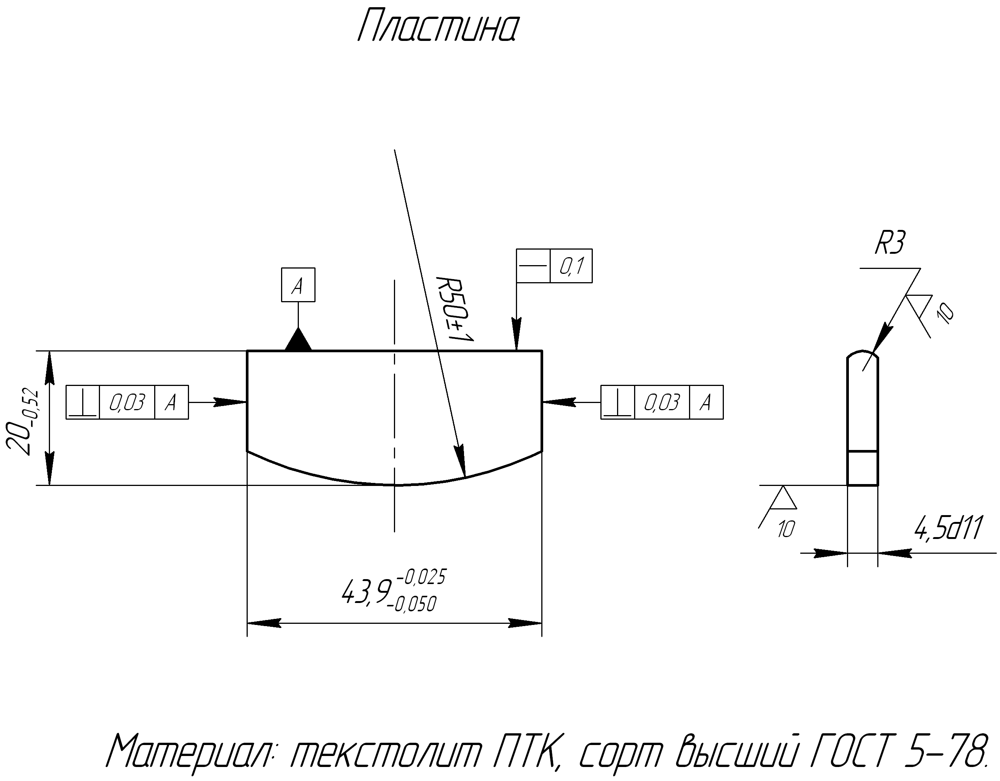 Пластина
R3
0,1
A
R50±1
10
0,03 A
0,03 A
20-0,52
10
4,5d11
43,9 -0,025
-0,050
Материал: текстолит ПТК, сорт высший ГОСТ 5-78.